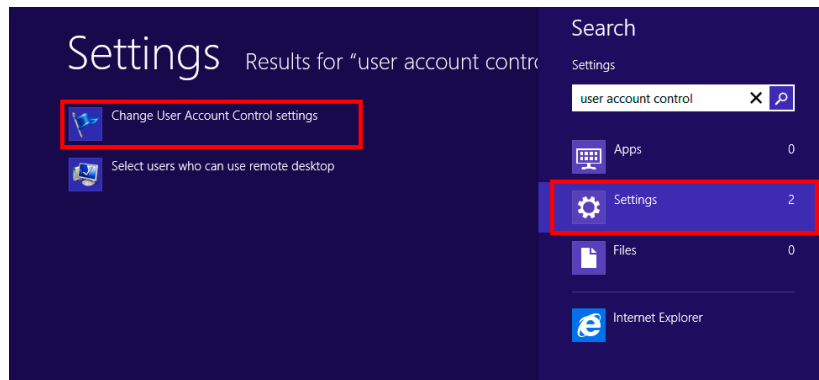 Settings Results for "user account contro
Change User Account Control settings
Select users who can use remote desktop
Search
Settings
user account control
Apps 0
Settings 2
Files 0
Internet Explorer